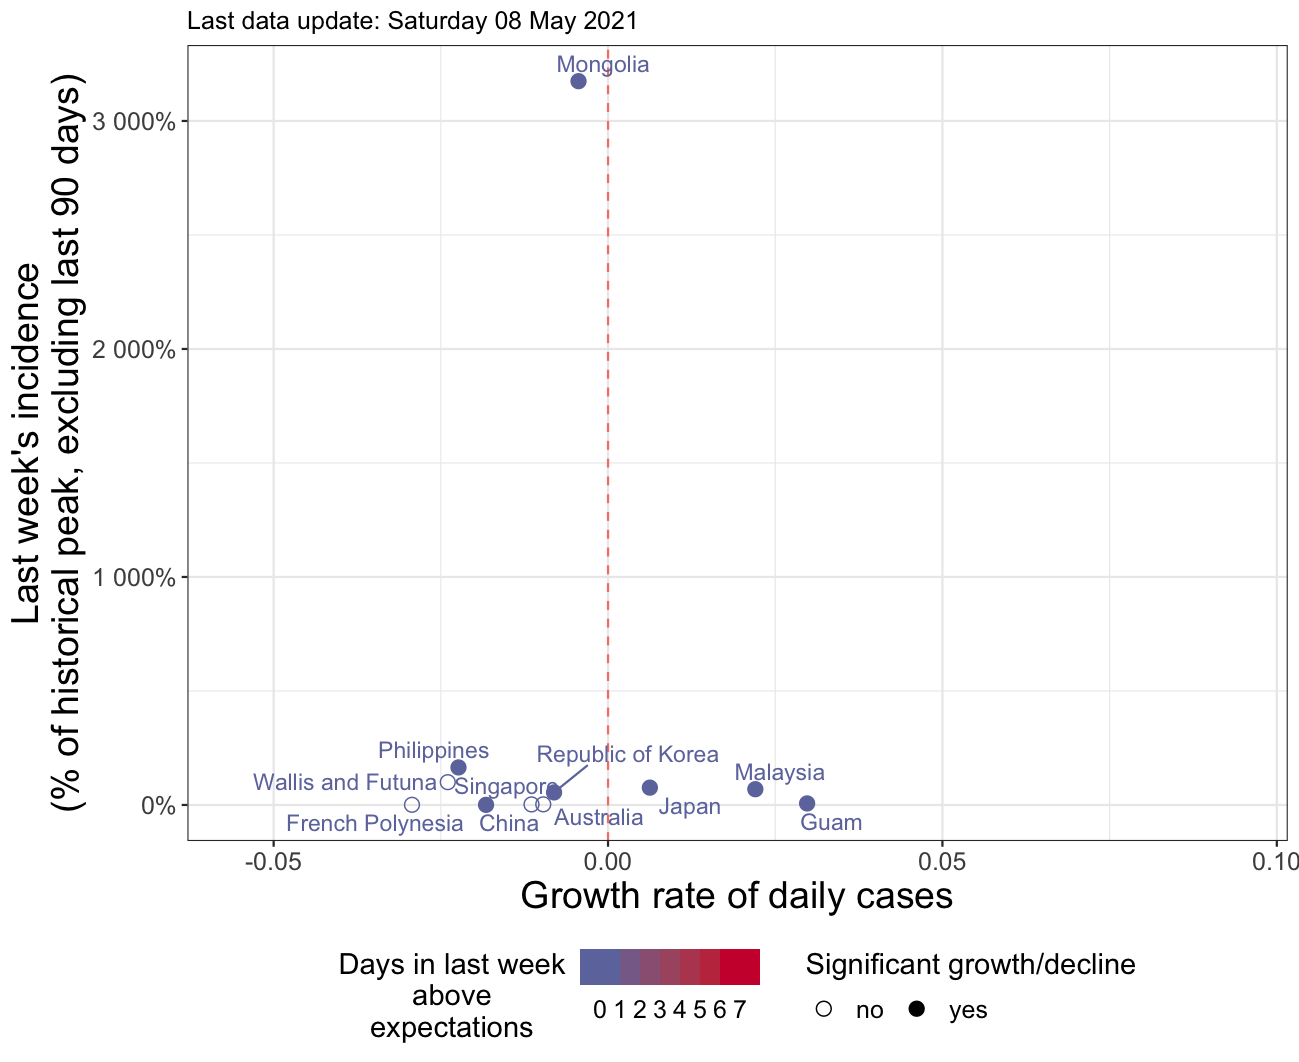 Last data update: Saturday 08 May 2021
Last week's incidence
(% of historical peak, excluding last 90 days)
3 000%
2 000%
1 000%
0%
Mongolia
Philippines
Republic of Korea
Wallis and Futuna
Singapore
Malaysia
Japan
French Polynesia
China
Australia
Guam
-0.05
0.00
0.05
0.10
Growth rate of daily cases
Days in last week
above
expectations
0 1 2 3 4 5 6 7
Significant growth/decline
no
yes